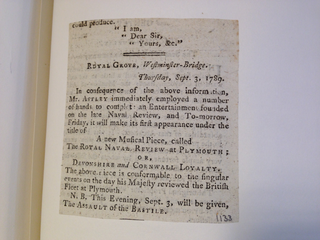 could produce.
"I am,
"Dear Sir,
"Yours, &c."
ROYAL GROVE, Westminster-Bridge.
Thursday, Sept. 3, 1789.
In consequence of the above information,
Mr. ASTLEY immediately employed a number
of hands to complete an Entertainment founded
on the late Naval Review, and To-morrow,
Friday, it will make its first appearance under the
title of
A new Musical Piece, called
The ROYAL NAVAL REVIEW at PLYMOUTH;
OR,
DEVONSHIRE and CORNWALL LOYALTY.
The above piece is conformable to the singular
events on the day his Majesty reviewed the British
Fleet at Plymouth.
N. B. This Evening, Sept. 3, will be given,
The ASSAULT of the BASTILE.